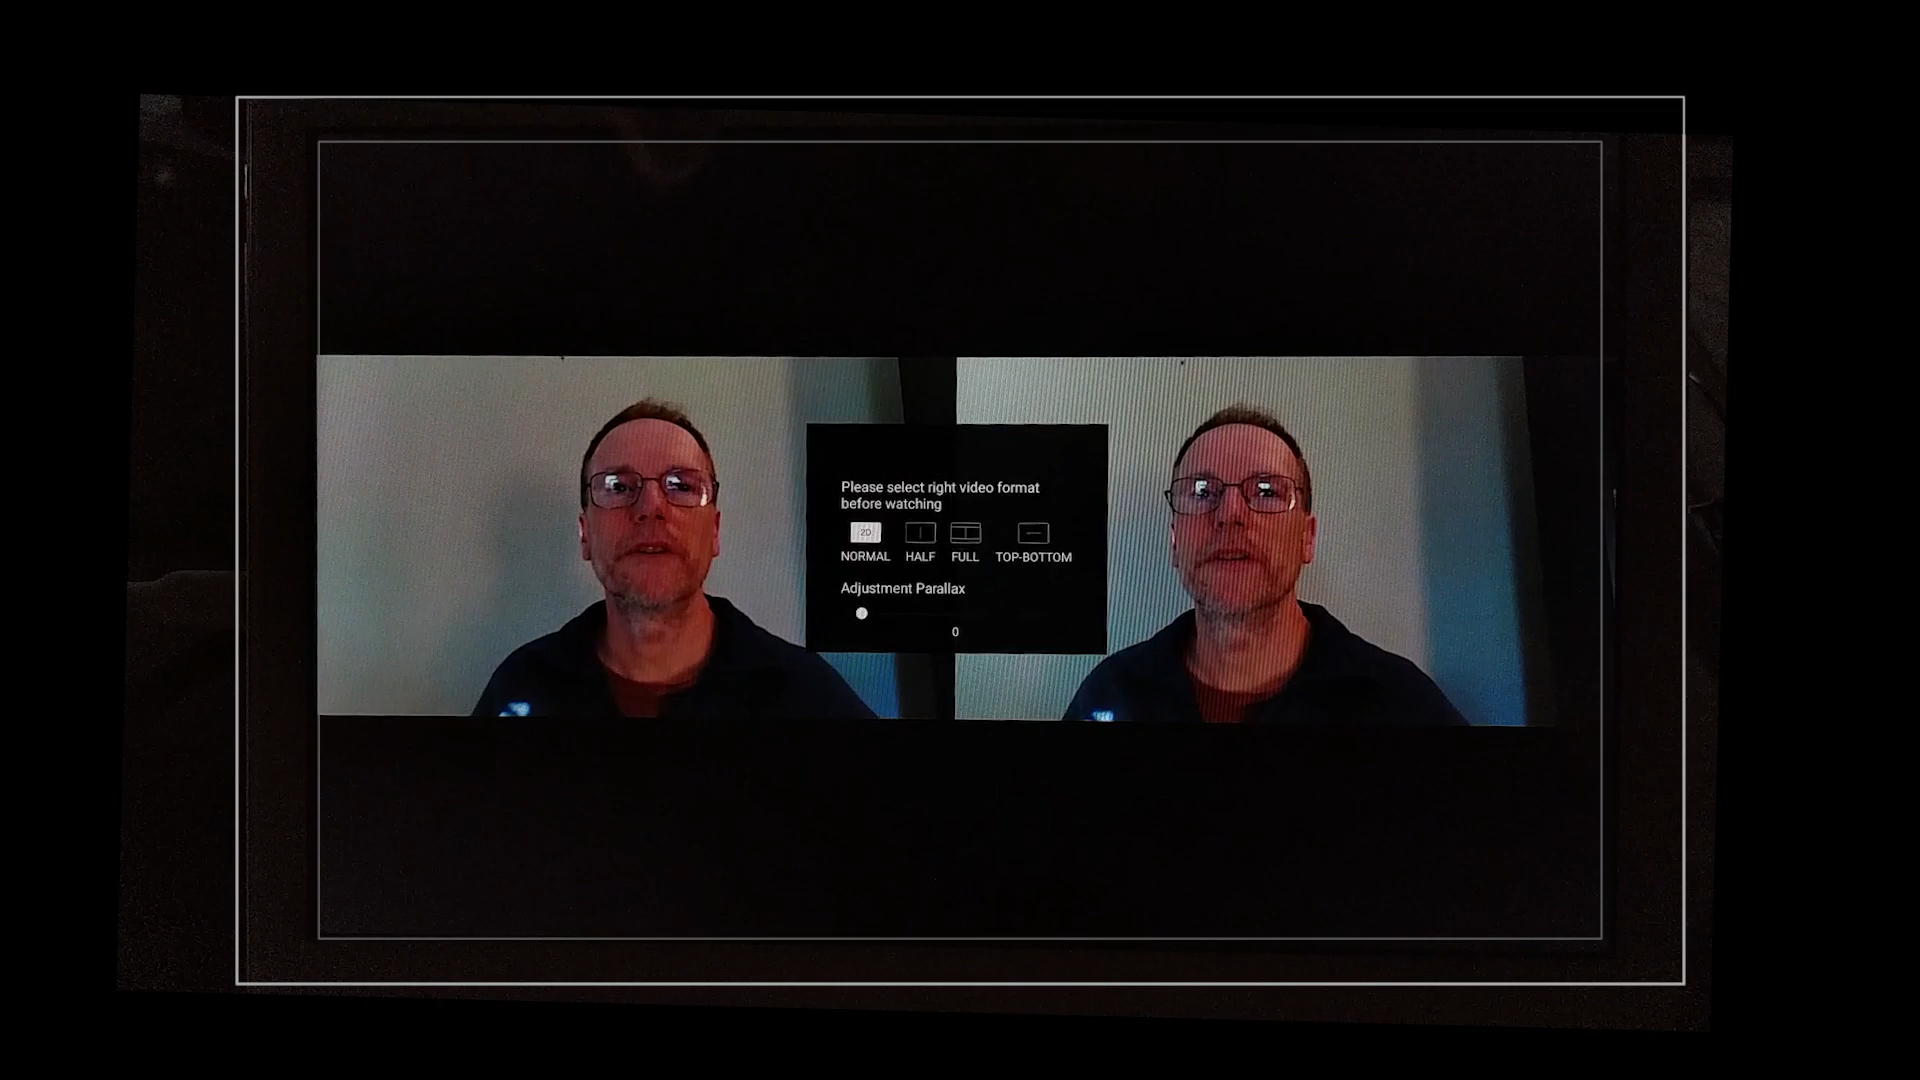 Please select right video format
before watching
2D
NORMAL HALF FULL TOP-BOTTOM
Adjustment Parallax
0